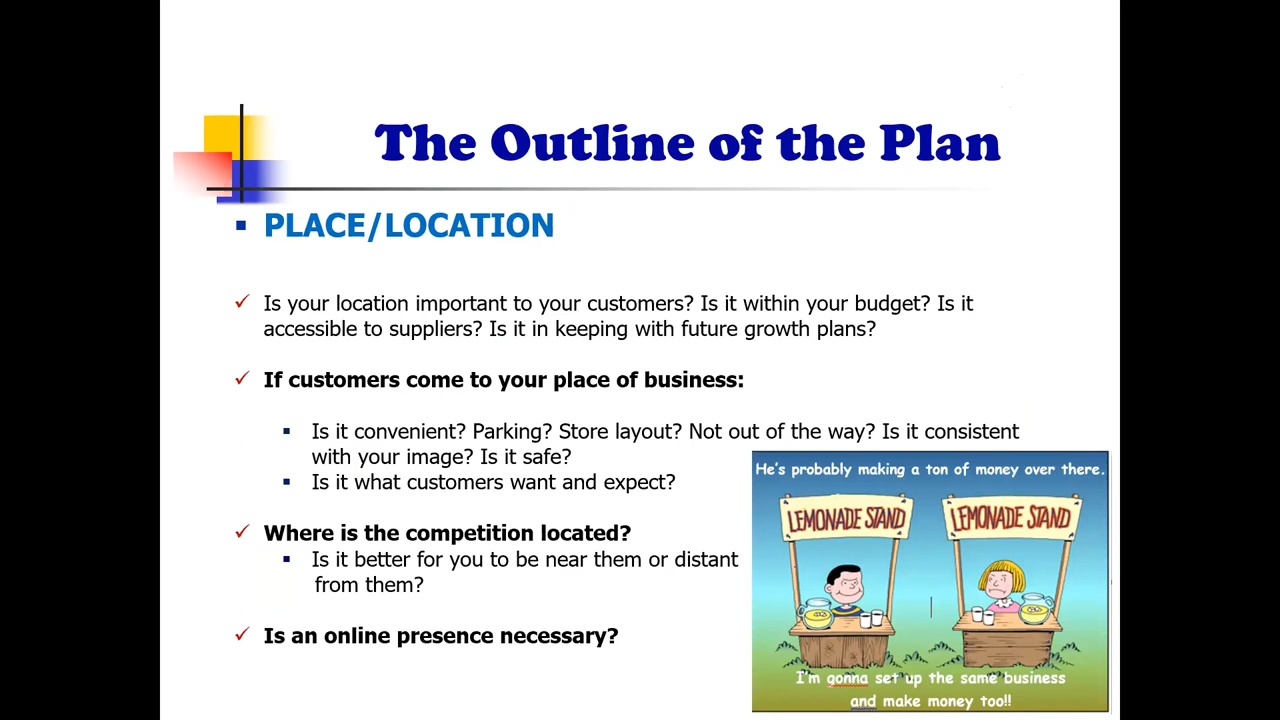 The Outline of the Plan
PLACE/LOCATION
Is your location important to your customers? Is it within your budget? Is it
accessible to suppliers? Is it in keeping with future growth plans?
If customers come to your place of business:
Is it convenient? Parking? Store layout? Not out of the way? Is it consistent
with your image? Is it safe?
Is it what customers want and expect?
Where is the competition located?
Is it better for you to be near them or distant
from them?
Is an online presence necessary?
He's probably making a ton of money over there.
LEMONADE STAND
LEMONADE STAND
I'm gonna set up the same business
and make money too!!